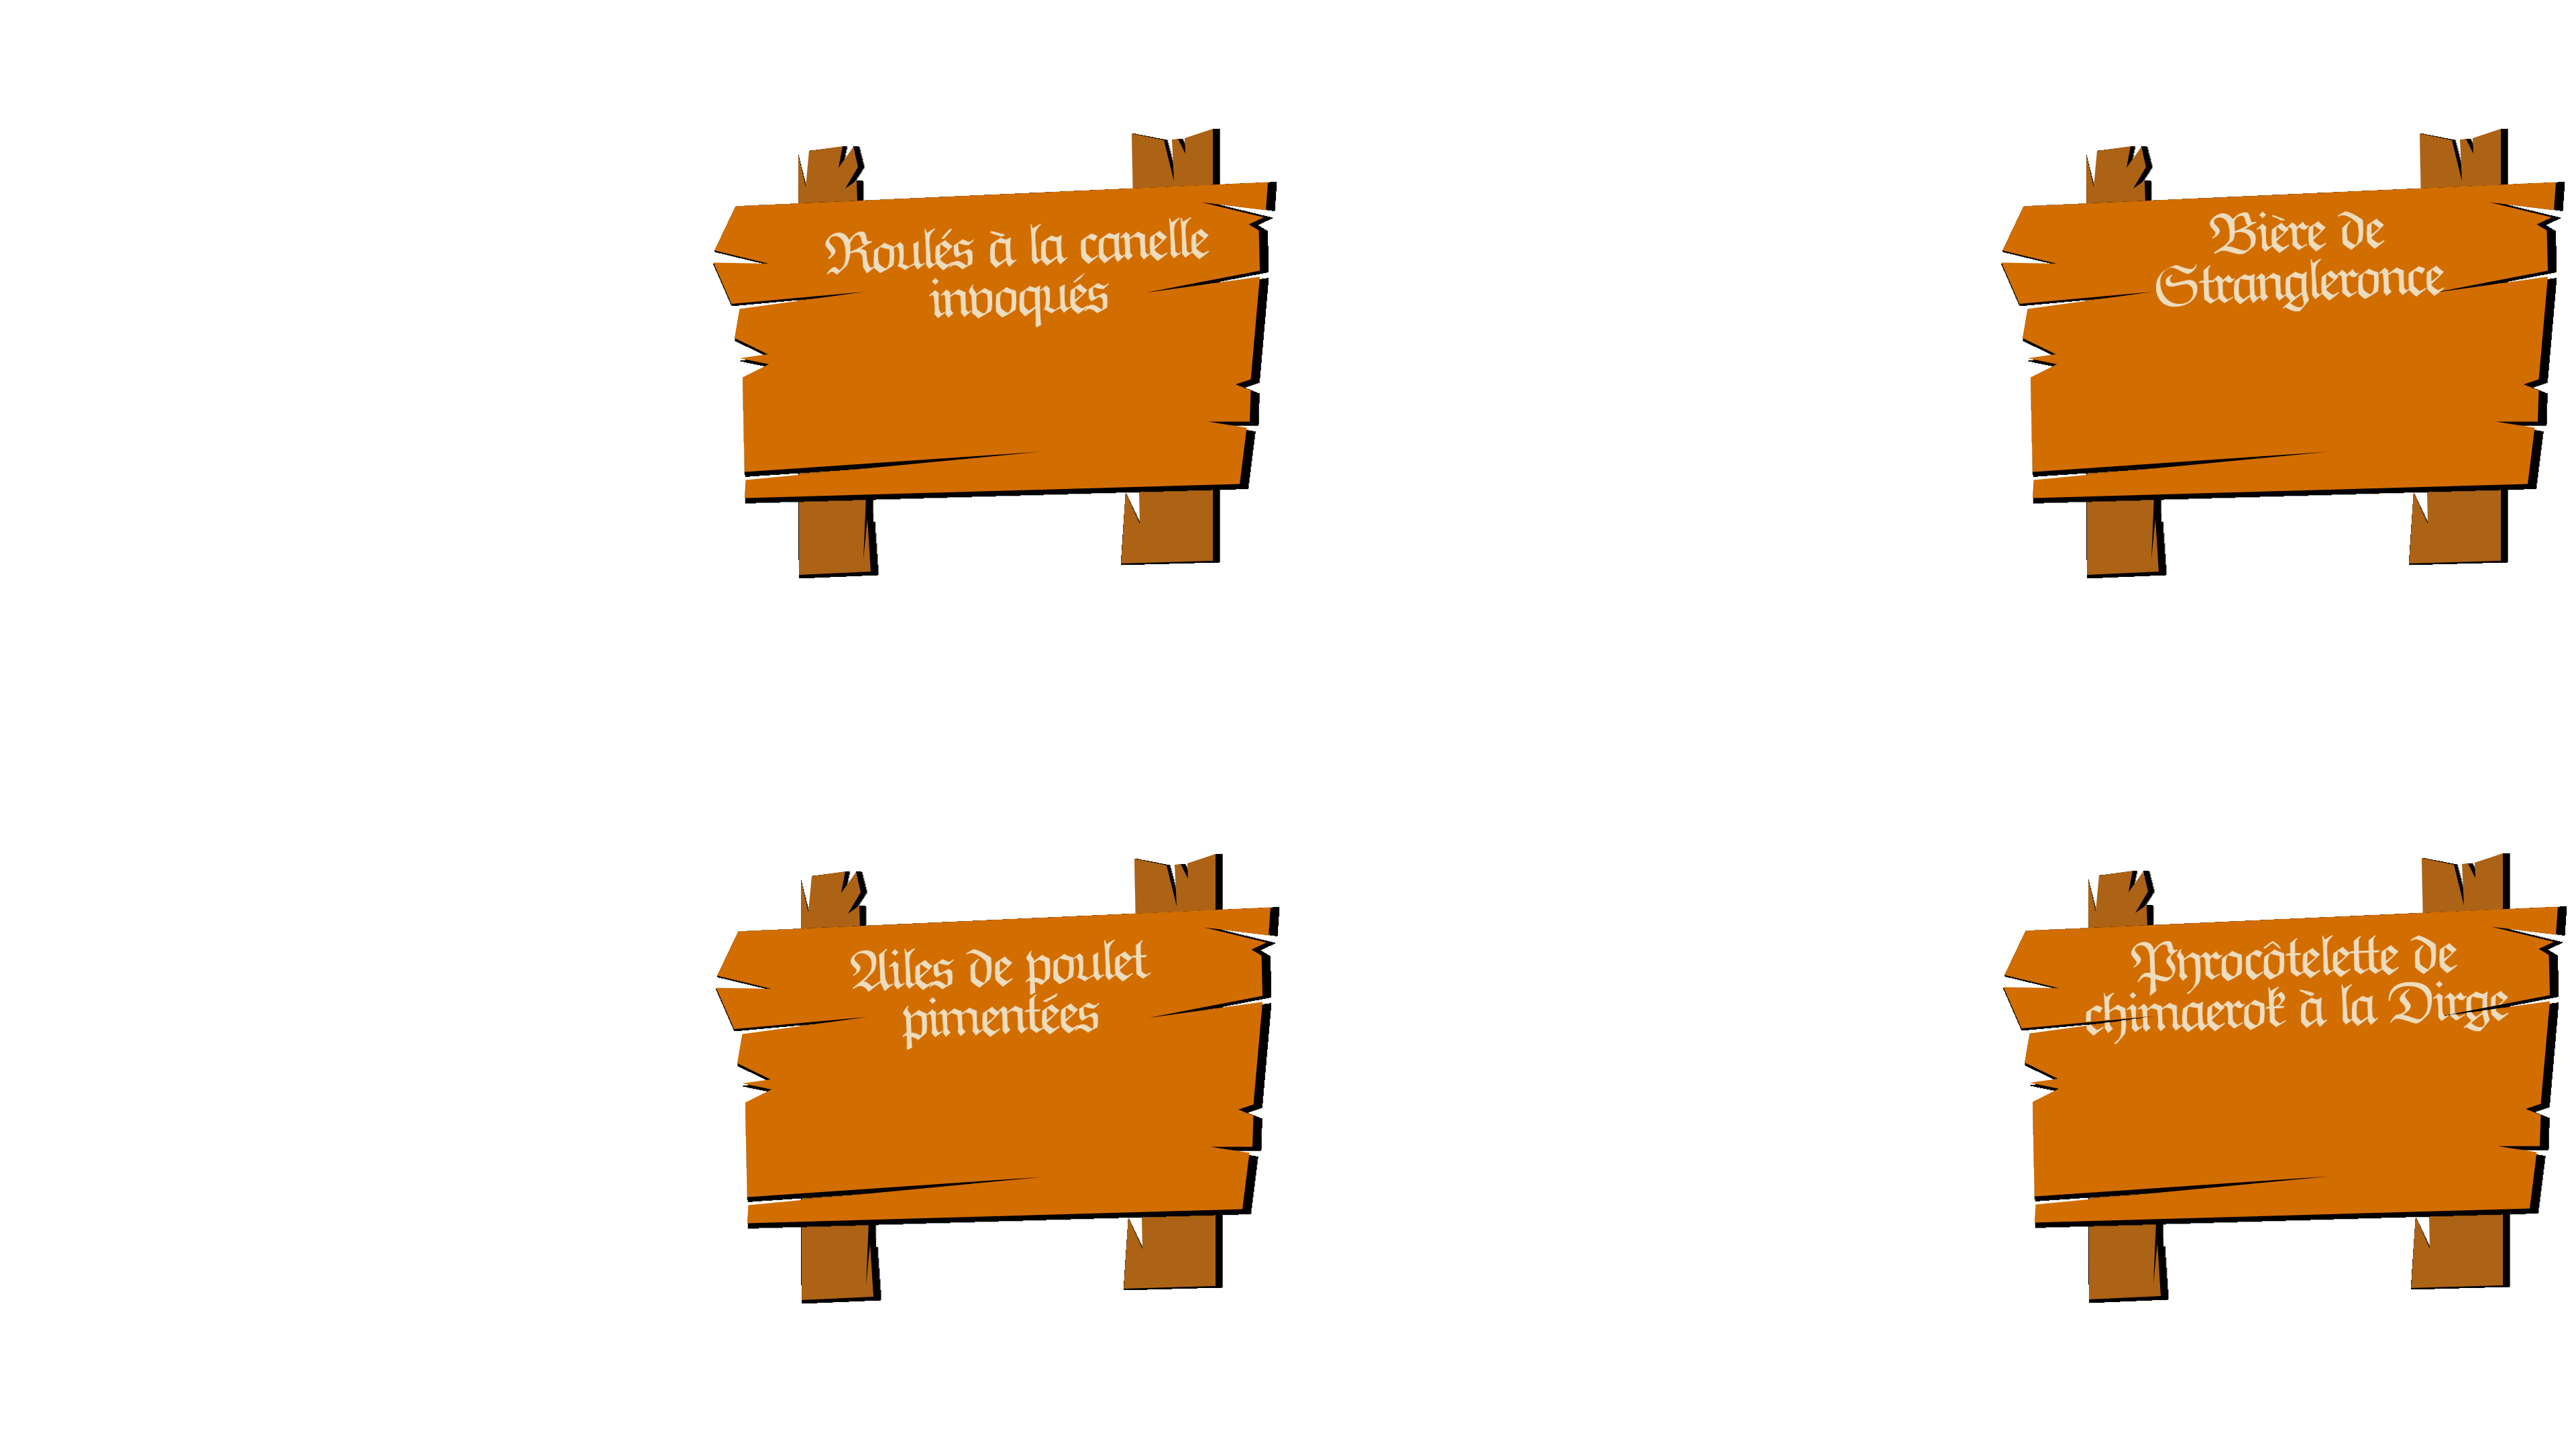 Roulés à la canelle
invoqués
Bière de
Strangleronce
Ailes de poulet
pimentées
Pyrocôtelette de
chimaerok à la Dirge